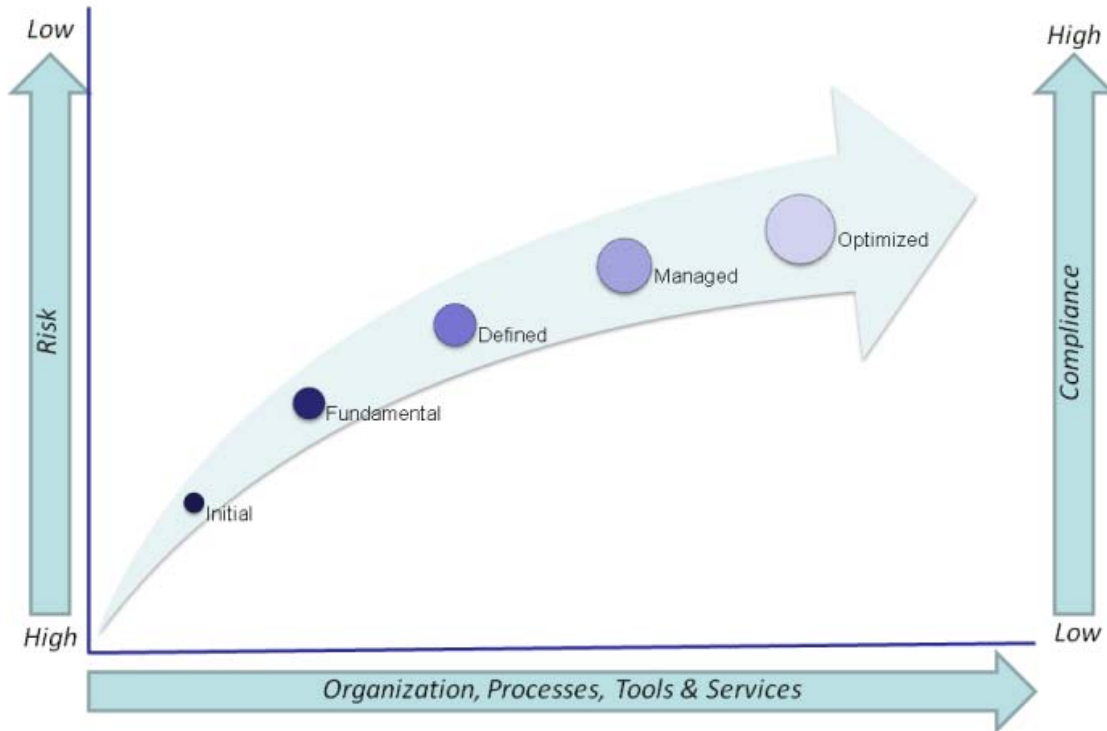 Low
High
Risk
Compliance
Optimized
Managed
Defined
Fundamental
Initial
High
Low
Organization, Processes, Tools & Services